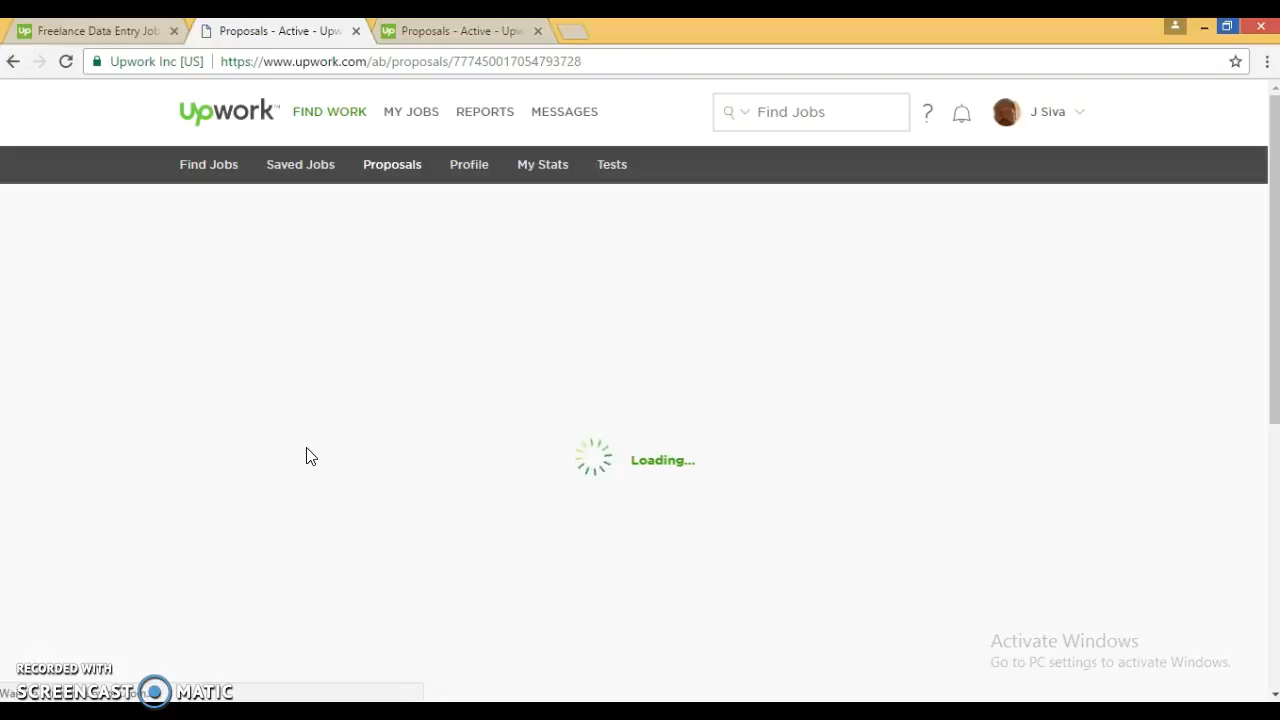 Freelance Data Entry Jo
Proposals - Active - Upw
Proposals - Active - Upw
Upwork Inc [US]
https://www.upwork.com/ab/proposals/777450017054793728
Upwork
FIND WORK
MY JOBS
REPORTS
MESSAGES
Find Jobs
?
J Siva
Find Jobs
Saved Jobs
Proposals
Profile
My Stats
Tests
Loading...
Activate Windows
Go to PC settings to activate Windows.
RECORDED WITH
SCREENCAST MATIC